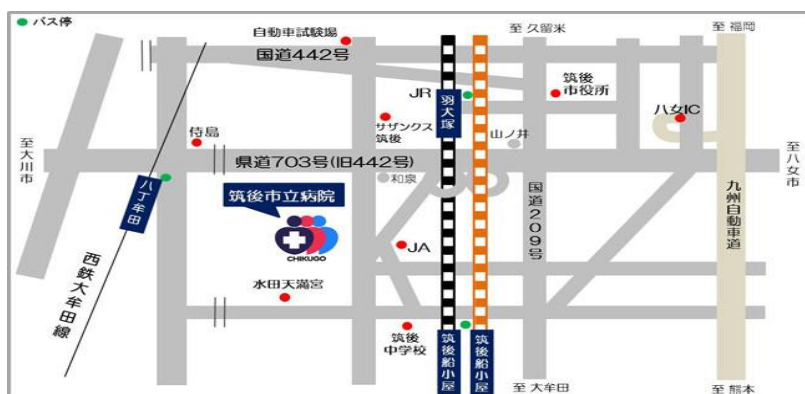 バス停
自動車試験場
国道442号
至 久留米
至 福岡
JR
羽犬塚
筑後
市役所
八女IC
サザンクス
筑後
山ノ井
侍島
至大川市
県道703号(旧442号)
至八女市
八丁牟田
和泉
筑後市立病院
CHIKUGO
国道209号
九州自動車道
JA
西鉄大牟田線
水田天満宮
筑後
中学校
筑後船小屋
筑後船小屋
至 大牟田
至 熊本